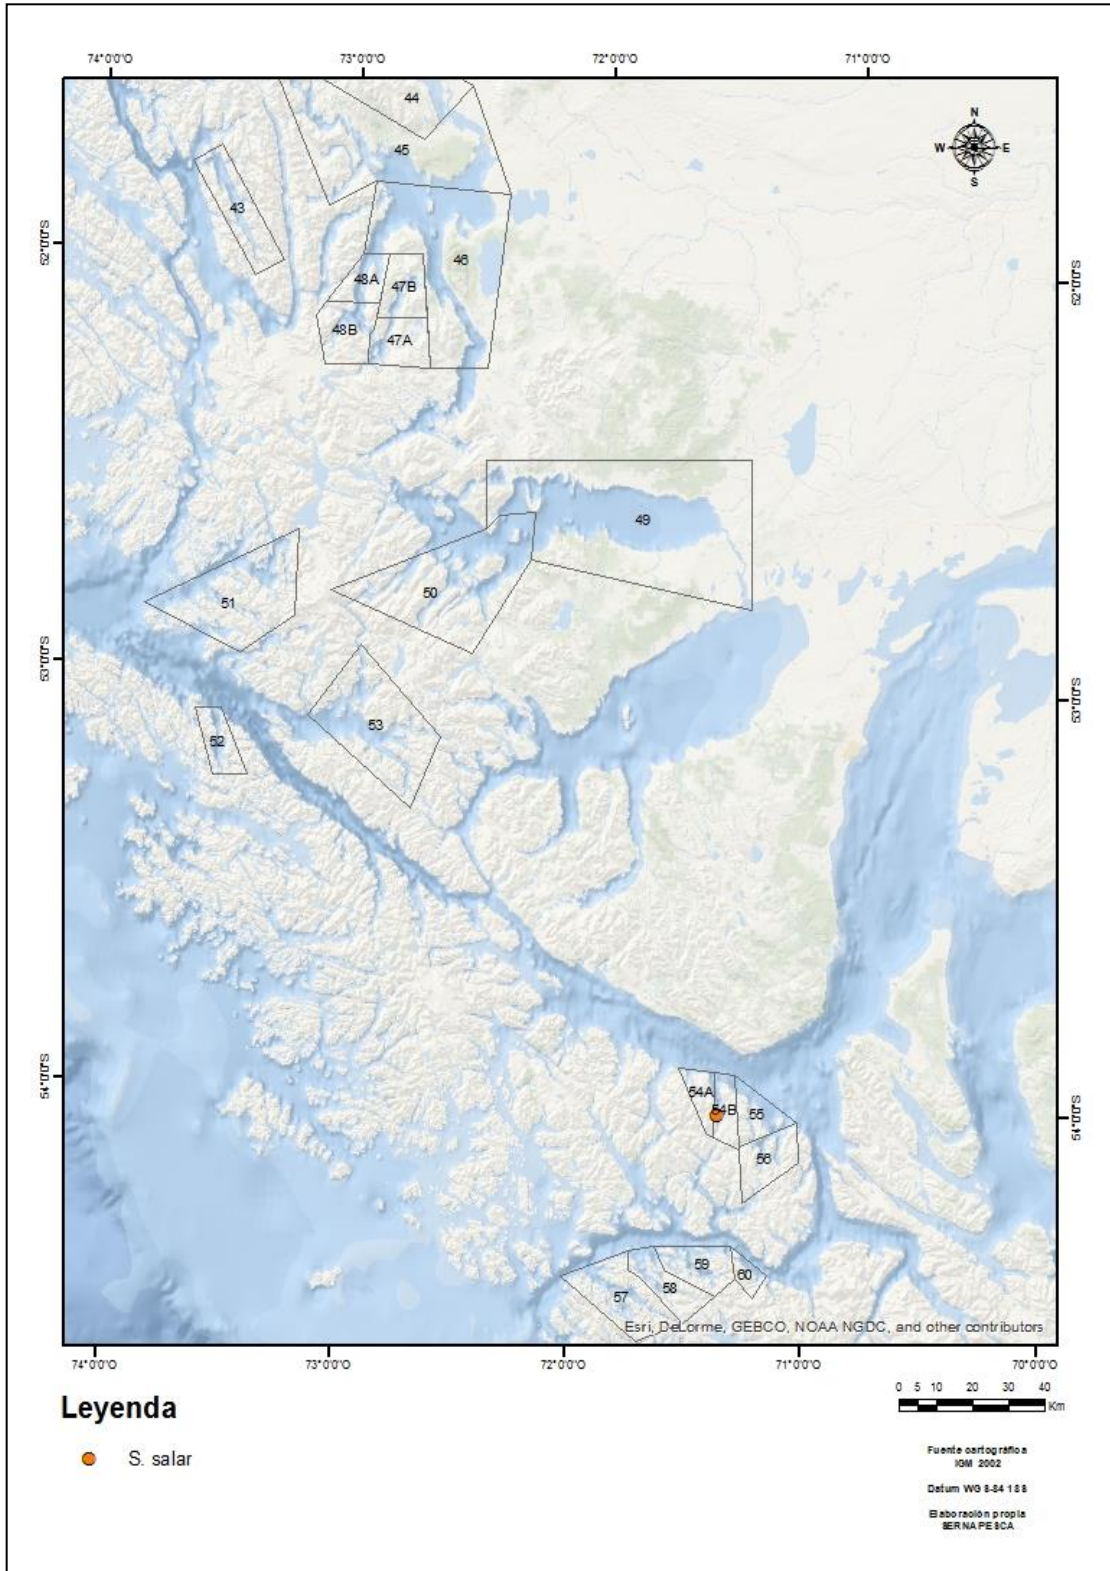 74°0'0"O 73°0'0"O 72°0'0"O 71°0'0"O
N
W E
S
44
45
43
52°0'0"S
46
52°0'0"S
48A
47B
48B
47A
49
50
51
53°0'0"S
53°0'0"S
53
52
54°0'0"S
54A
54B
55
54°0'0"S
56
59
60
58
57
Esri, DeLorme, GEBCO, NOAA NGDC, and other contributors
74°0'0"O 73°0'0"O 72°0'0"O 71°0'0"O 70°0'0"O
Leyenda
S. salar
0 5 10 20 30 40
Km
Fuente cartográfica
IGM 2002
Datum WG S-84 18 S
Elaboración propia
SERNAPESCA